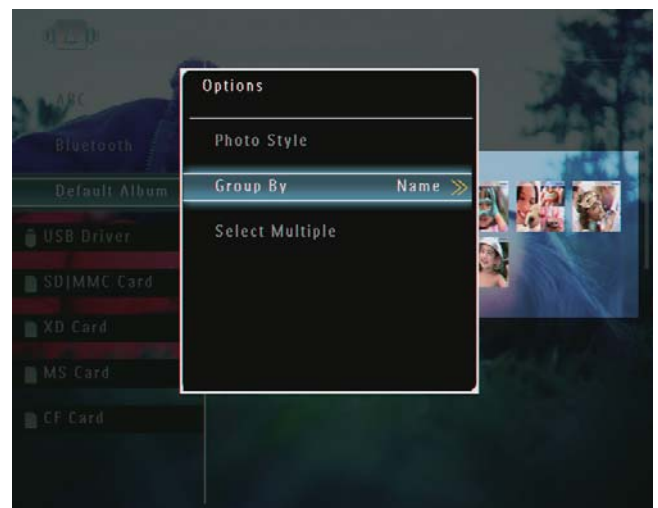 Options
Photo Style
Group By Name
Select Multiple
ABC
Bluetooth
Default Album
USB Driver
SD|MMC Card
XD Card
MS Card
CF Card